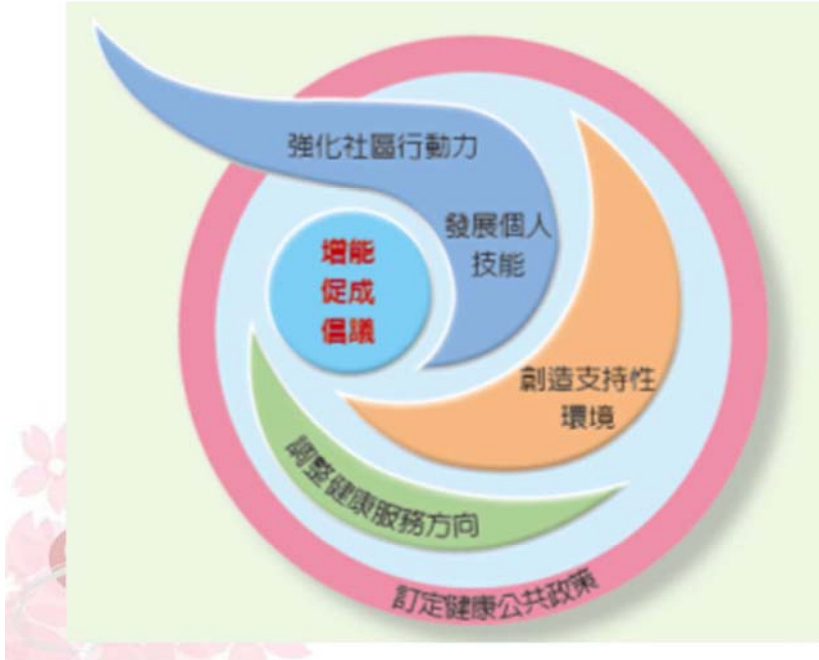 強化社區行動力
發展個人
技能
增能
促成
倡議
創造支持性
環境
調整健康服務方向
訂定健康公共政策